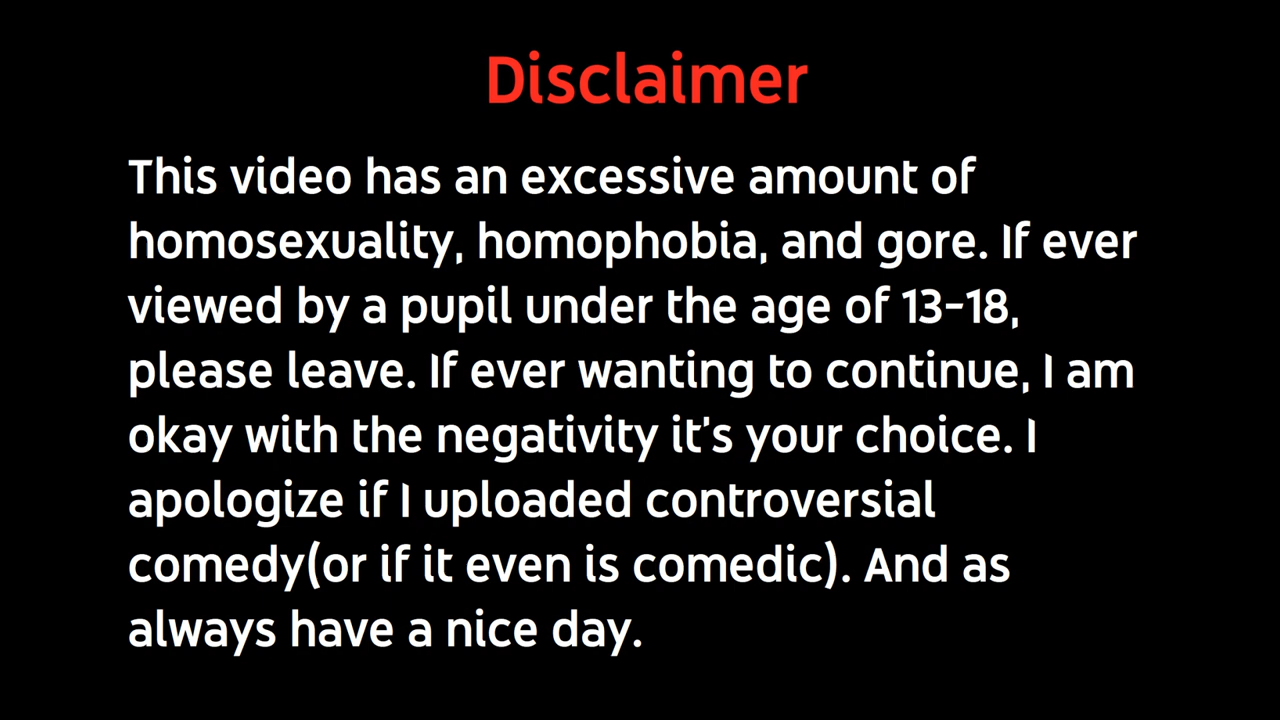 Disclaimer
This video has an excessive amount of
homosexuality, homophobia, and gore. If ever
viewed by a pupil under the age of 13-18,
please leave. If ever wanting to continue, I am
okay with the negativity it's your choice. I
apologize if I uploaded controversial
comedy(or if it even is comedic). And as
always have a nice day.